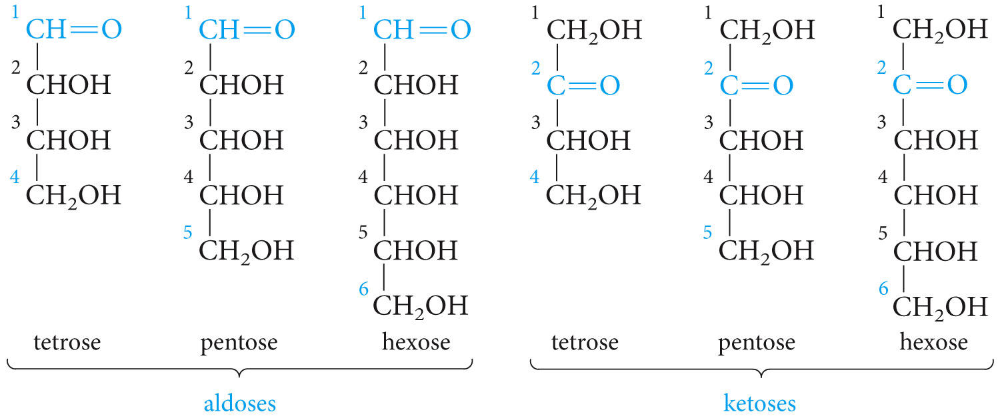 1 CH=O
2 CHOH
3 CHOH
4 CH₂OH
tetrose
1 CH=O
2 CHOH
3 CHOH
4 CHOH
5 CH₂OH
pentose
1 CH=O
2 CHOH
3 CHOH
4 CHOH
5 CHOH
6 CH₂OH
hexose
aldoses
1 CH₂OH
2 C=O
3 CHOH
4 CH₂OH
tetrose
1 CH₂OH
2 C=O
3 CHOH
4 CHOH
5 CH₂OH
pentose
1 CH₂OH
2 C=O
3 CHOH
4 CHOH
5 CHOH
6 CH₂OH
hexose
ketoses